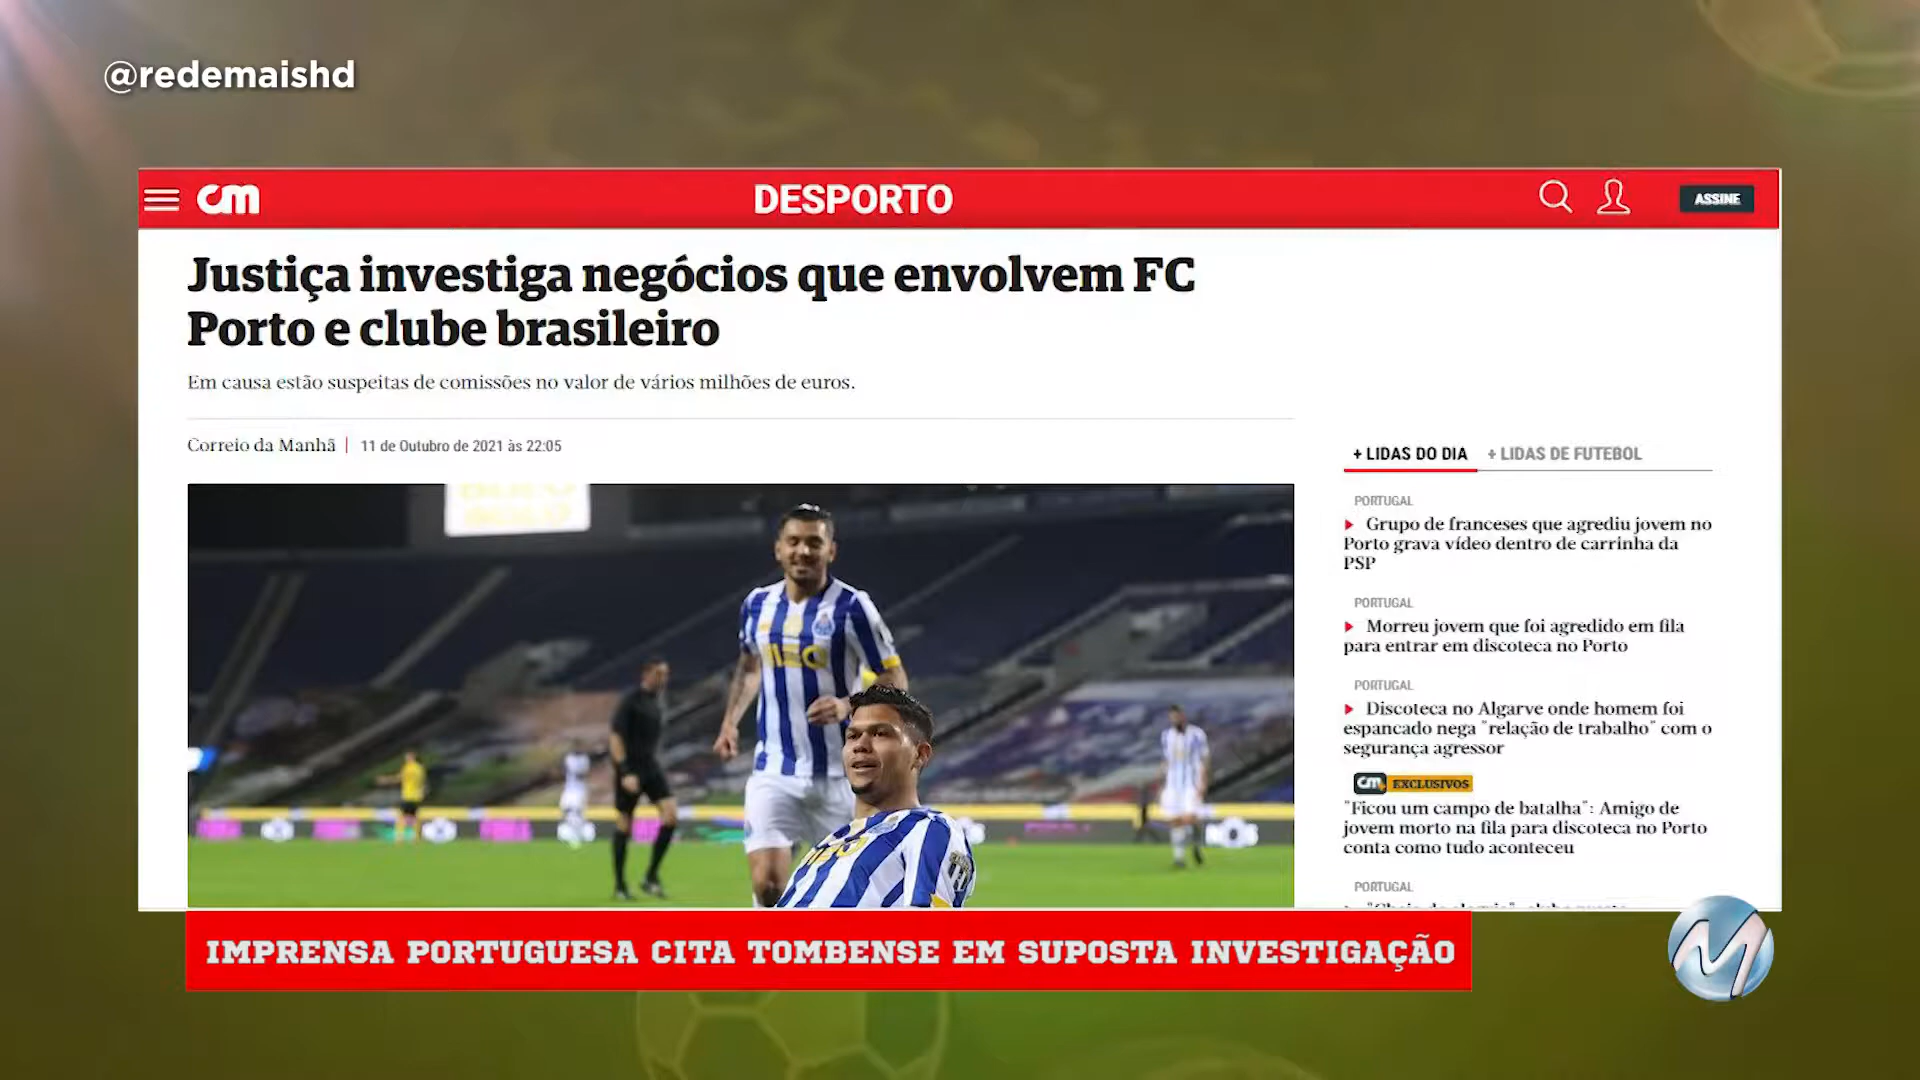 @redemaishd
cm
DESPORTO
ASSINE
Justiça investiga negócios que envolvem FC
Porto e clube brasileiro
Em causa estão suspeitas de comissões no valor de vários milhões de euros.
Correio da Manhã | 11 de Outubro de 2021 às 22:05
+ LIDAS DO DIA
+ LIDAS DE FUTEBOL
PORTUGAL
Grupo de franceses que agrediu jovem no
Porto grava vídeo dentro de carrinha da
PSP
PORTUGAL
Morreu jovem que foi agredido em fila
para entrar em discoteca no Porto
PORTUGAL
Discoteca no Algarve onde homem foi
espancado nega "relação de trabalho" com o
segurança agressor
cm EXCLUSIVOS
"Ficou um campo de batalha": Amigo de
jovem morto na fila para discoteca no Porto
conta como tudo aconteceu
PORTUGAL
IMPRENSA PORTUGUESA CITA TOMBENSE EM SUPOSTA INVESTIGAÇÃO
M